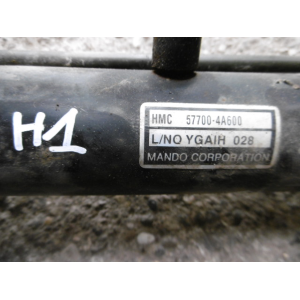 H1
HMC 57700-4A600
L/NO YGAIH 028
MANDO CORPORATION